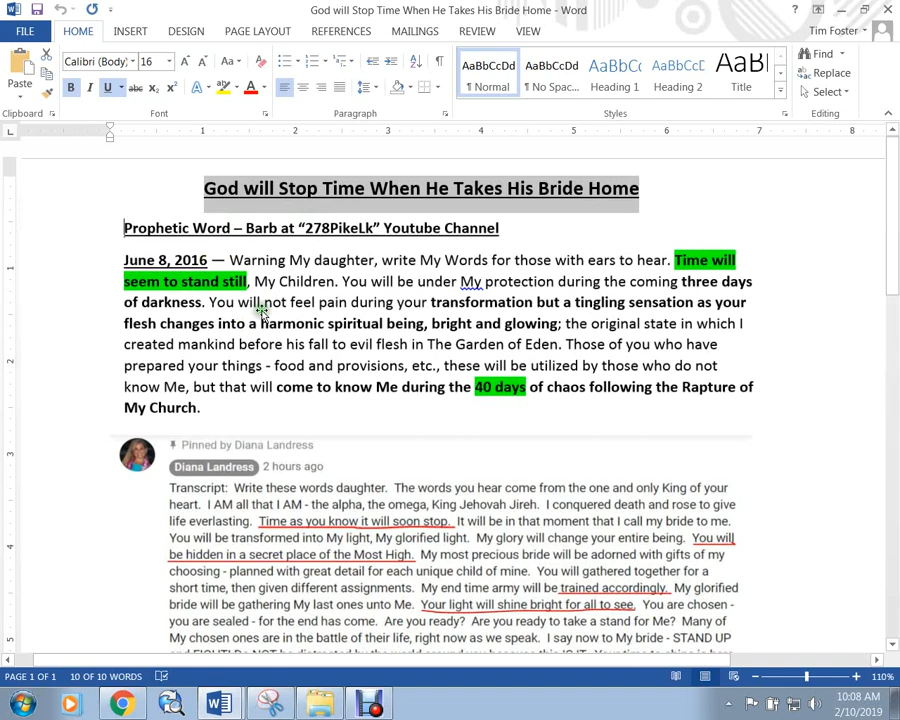 God will Stop Time When He Takes His Bride Home - Word
Tim Foster
FILE HOME INSERT DESIGN PAGE LAYOUT REFERENCES MAILINGS REVIEW VIEW
Calibri (Body) 16
Paste
Clipboard Font Paragraph Styles Editing
AaBbCcDd AaBbCcDd AaBbCc AaBbCcC AaB
¶ Normal ¶ No Spac... Heading 1 Heading 2 Title
Find
Replace
Select
1 2 3 4 5 6 7 8
God will Stop Time When He Takes His Bride Home
Prophetic Word – Barb at “278PikeLk” Youtube Channel
June 8, 2016 — Warning My daughter, write My Words for those with ears to hear. Time will
seem to stand still, My Children. You will be under My protection during the coming three days
of darkness. You will not feel pain during your transformation but a tingling sensation as your
flesh changes into a harmonic spiritual being, bright and glowing; the original state in which I
created mankind before his fall to evil flesh in The Garden of Eden. Those of you who have
prepared your things - food and provisions, etc., these will be utilized by those who do not
know Me, but that will come to know Me during the 40 days of chaos following the Rapture of
My Church.
Pinned by Diana Landress
Diana Landress 2 hours ago
Transcript: Write these words daughter. The words you hear come from the one and only King of your
heart. I AM all that I AM - the alpha, the omega, King Jehovah Jireh. I conquered death and rose to give
life everlasting. Time as you know it will soon stop. It will be in that moment that I call my bride to me.
You will be transformed into My light, My glorified light. My glory will change your entire being. You will
be hidden in a secret place of the Most High. My most precious bride will be adorned with gifts of my
choosing - planned with great detail for each unique child of mine. You will gathered together for a
short time, then given different assignments. My end time army will be trained accordingly. My glorified
bride will be gathering My last ones unto Me. Your light will shine bright for all to see. You are chosen -
you are sealed - for the end has come. Are you ready? Are you ready to take a stand for Me? Many of
My chosen ones are in the battle of their life, right now as we speak. I say now to My bride - STAND UP
PAGE 1 OF 1 10 OF 10 WORDS 110%
10:08 AM
2/10/2019